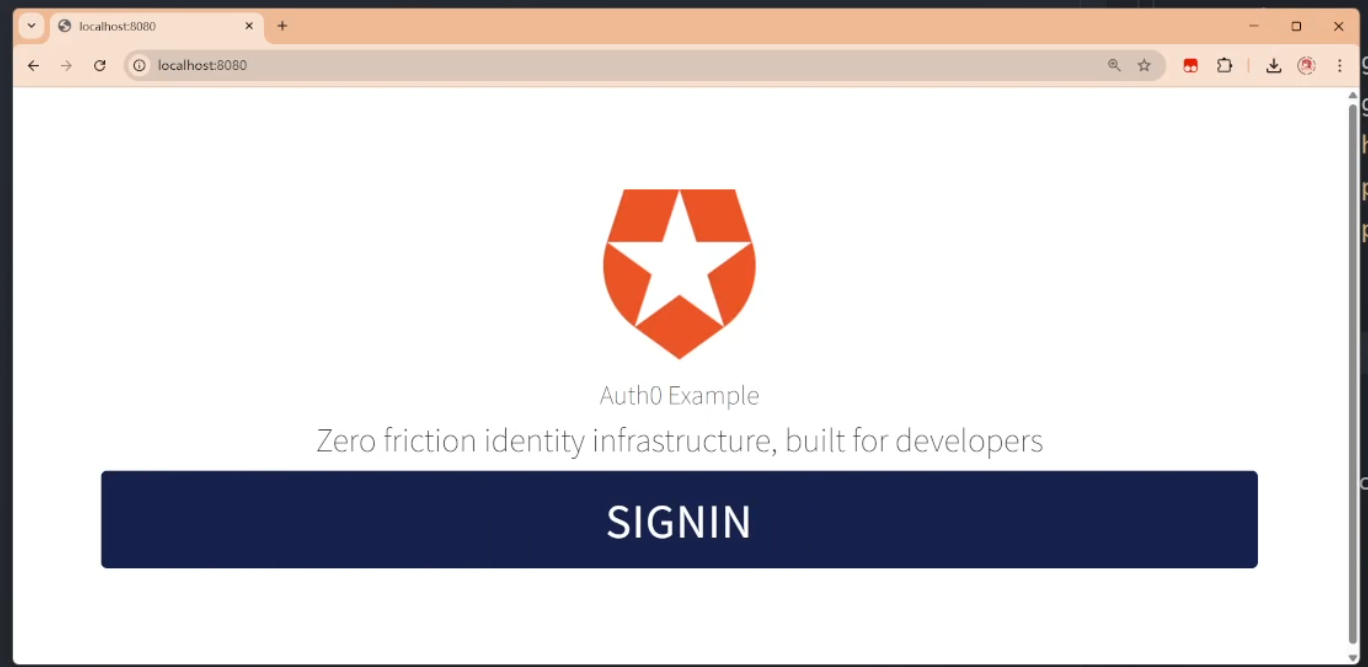 localhost:8080
localhost:8080
Auth0 Example
Zero friction identity infrastructure, built for developers
SIGNIN